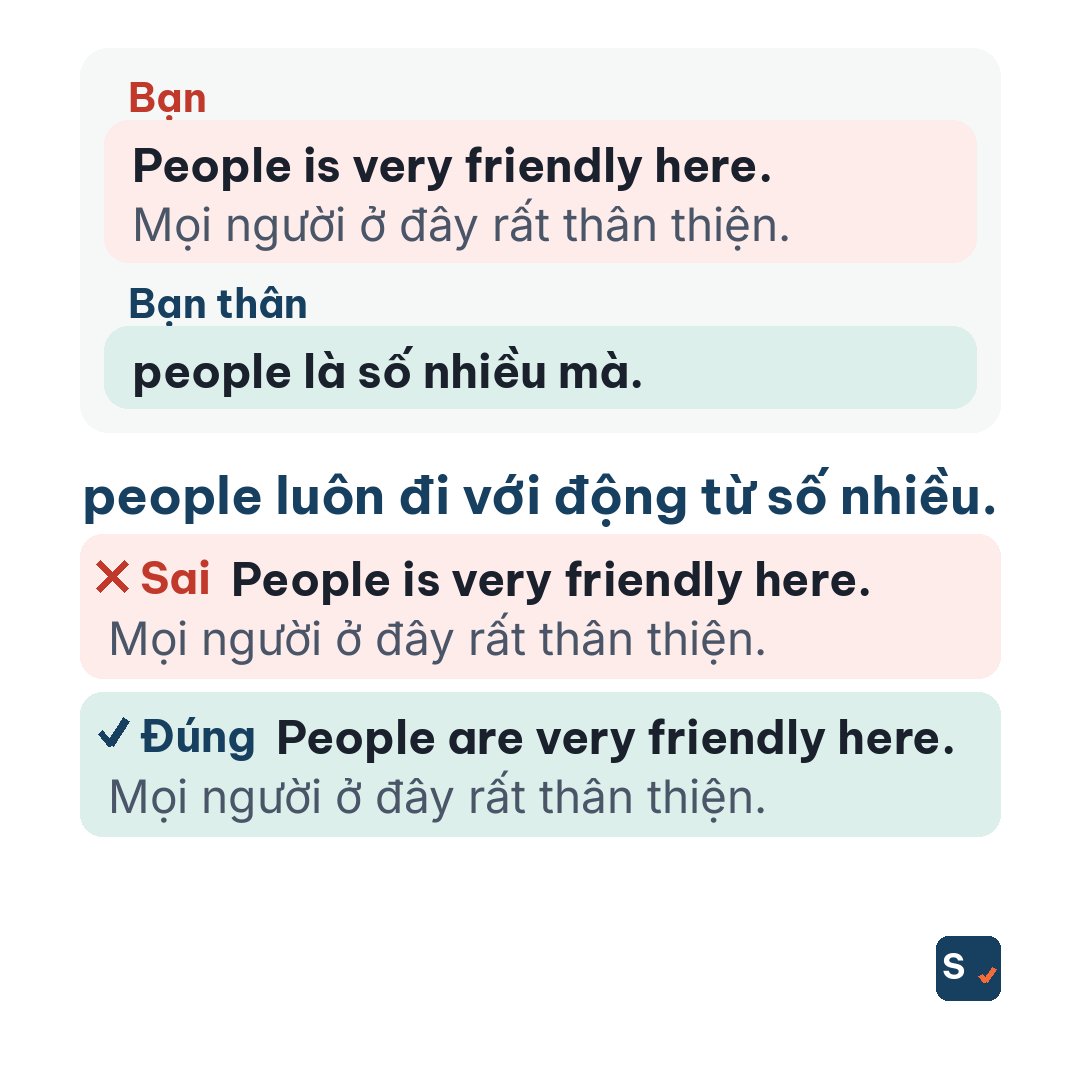 Bạn
People is very friendly here.
Mọi người ở đây rất thân thiện.
Bạn thân
people là số nhiều mà.
people luôn đi với động từ số nhiều.
Sai People is very friendly here.
Mọi người ở đây rất thân thiện.
Đúng People are very friendly here.
Mọi người ở đây rất thân thiện.
S